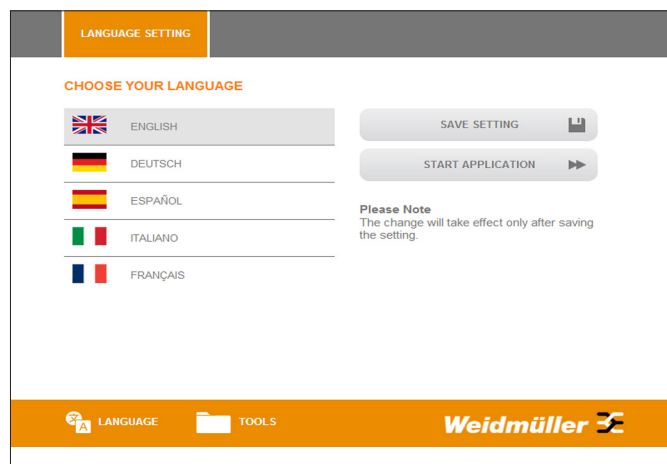 LANGUAGE SETTING
CHOOSE YOUR LANGUAGE
ENGLISH
DEUTSCH
ESPAÑOL
ITALIANO
FRANÇAIS
SAVE SETTING
START APPLICATION
Please Note
The change will take effect only after saving
the setting.
LANGUAGE
TOOLS
Weidmüller